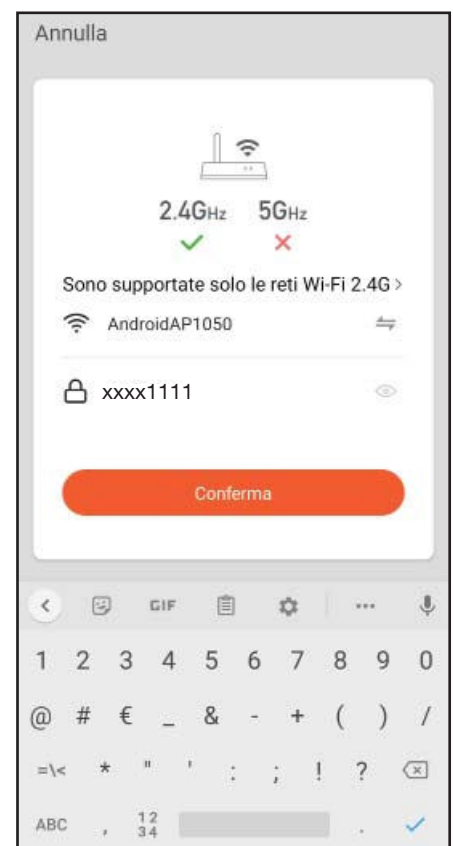 Annulla
2.4GHz 5GHz
Sono supportate solo le reti Wi-Fi 2.4G >
AndroidAP1050
xxxx1111
Conferma
GIF
1 2 3 4 5 6 7 8 9 0
@ # € _ & - + ( ) /
=\< * " ' : ; ! ? 
ABC , 12 .
34